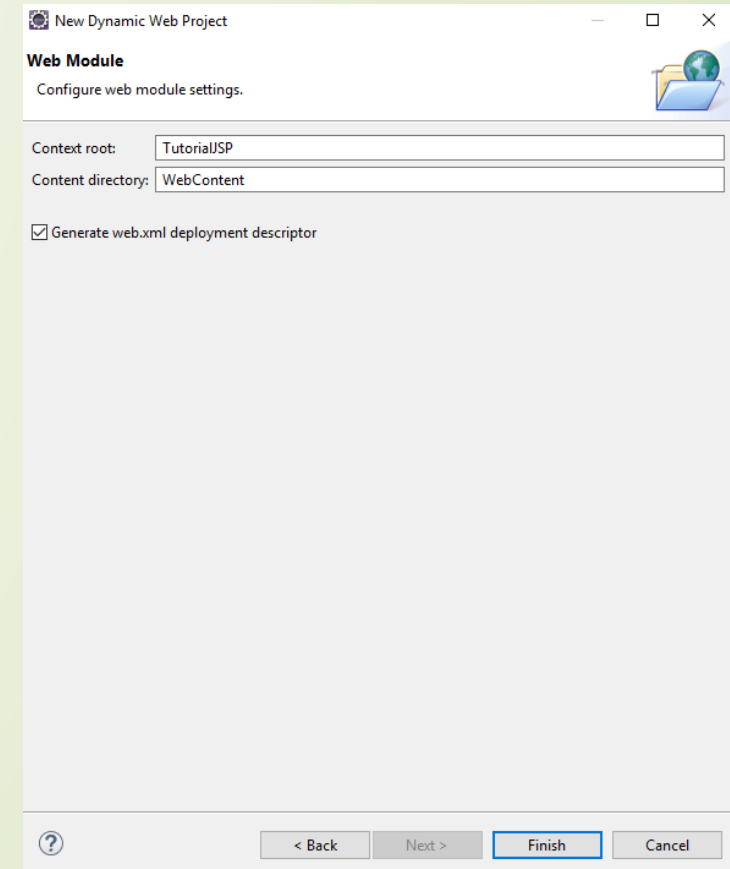 New Dynamic Web Project
Web Module
Configure web module settings.
Context root: TutorialJSP
Content directory: WebContent
Generate web.xml deployment descriptor
?
< Back Next > Finish Cancel